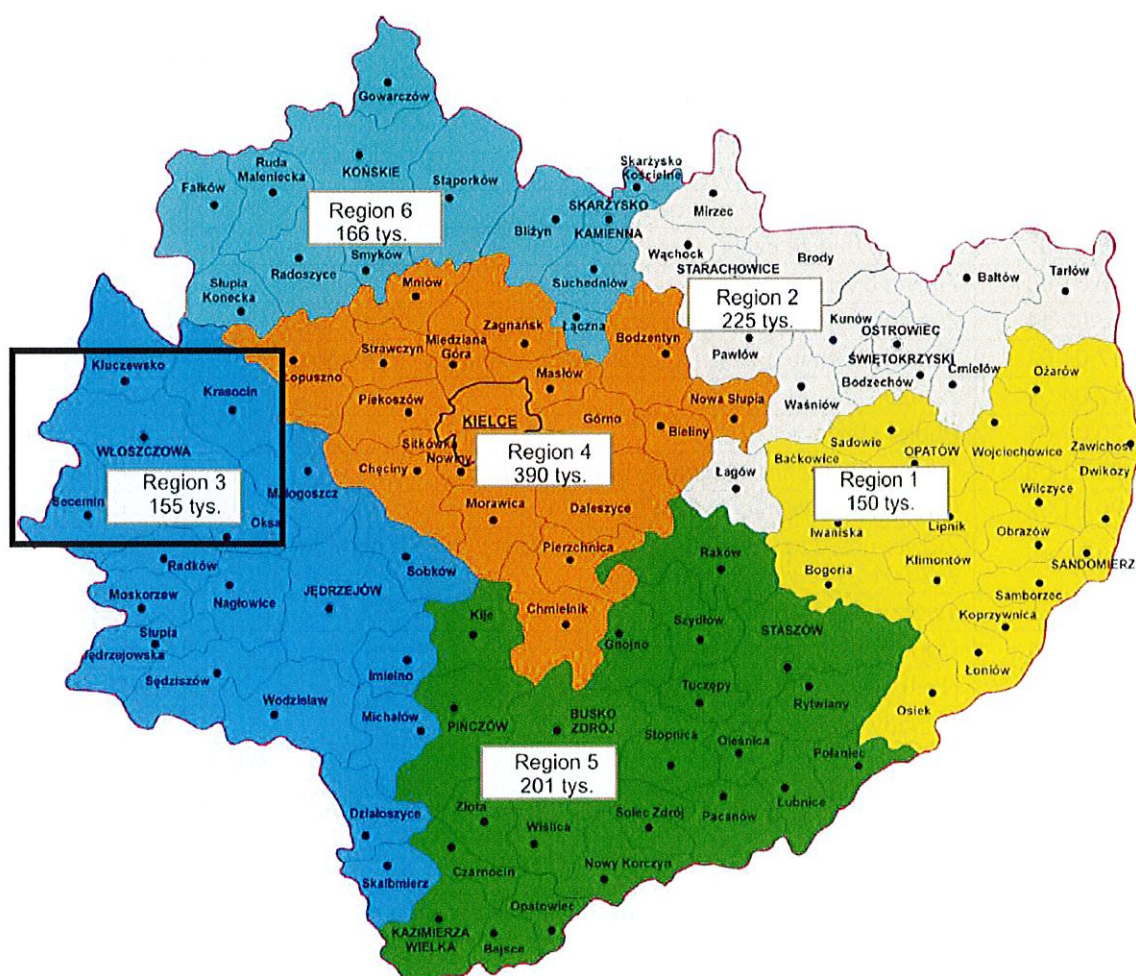 Gowarczów
Ruda
Maleniecka
KOŃSKIE
Fałków
Stąporków
Skarżysko
Kościelne
Region 6
166 tys.
SKARŻYSKO
KAMIENNA
Bliżyn
Mirzec
Wąchock
STARACHOWICE
Brody
Bałtów
Tarłów
Radoszyce
Smyków
Suchedniów
Słupia
Konecka
Mniów
Łączna
Region 2
225 tys.
Kunów
OSTROWIEC
ŚWIĘTOKRZYSKI
Zagnańsk
Bodzentyn
Pawłów
Bodzechów
Ćmielów
Ożarów
Strawczyn
Miedziana
Góra
Łopuszno
Kluczewsko
Krasocin
Masłów
Waśniów
Piekoszów
KIELCE
Górno
Nowa Słupia
Bieliny
Sadowie
Wojciechowice
Zawichost
WŁOSZCZOWA
Sitkówka
Nowiny
Chęciny
Region 4
390 tys.
Baćkowice
OPATÓW
Dwikozy
Region 3
155 tys.
Małogoszcz
Łagów
Region 1
150 tys.
Wilczyce
Secemin
Oksa
Morawica
Daleszyce
Iwaniska
Lipnik
Obrazów
Radków
Sobków
Pierzchnica
Raków
Bogoria
Klimontów
SANDOMIERZ
Samborzec
Moskorzew
Nagłowice
JĘDRZEJÓW
Kije
Chmielnik
Szydłów
STASZÓW
Koprzywnica
Słupia
Jędrzejowska
Gnojno
Sędziszów
Imielno
Tuczępy
Rytwiany
Łoniów
Osiek
Wodzisław
Michałów
PIŃCZÓW
BUSKO
ZDRÓJ
Stopnica
Oleśnica
Połaniec
Region 5
201 tys.
Łubnice
Pacanów
Działoszyce
Złota
Wiślica
Solec Zdrój
Skalbmierz
Czarnocin
Nowy Korczyn
Opatowiec
KAZIMIERZA
WIELKA
Bejsce